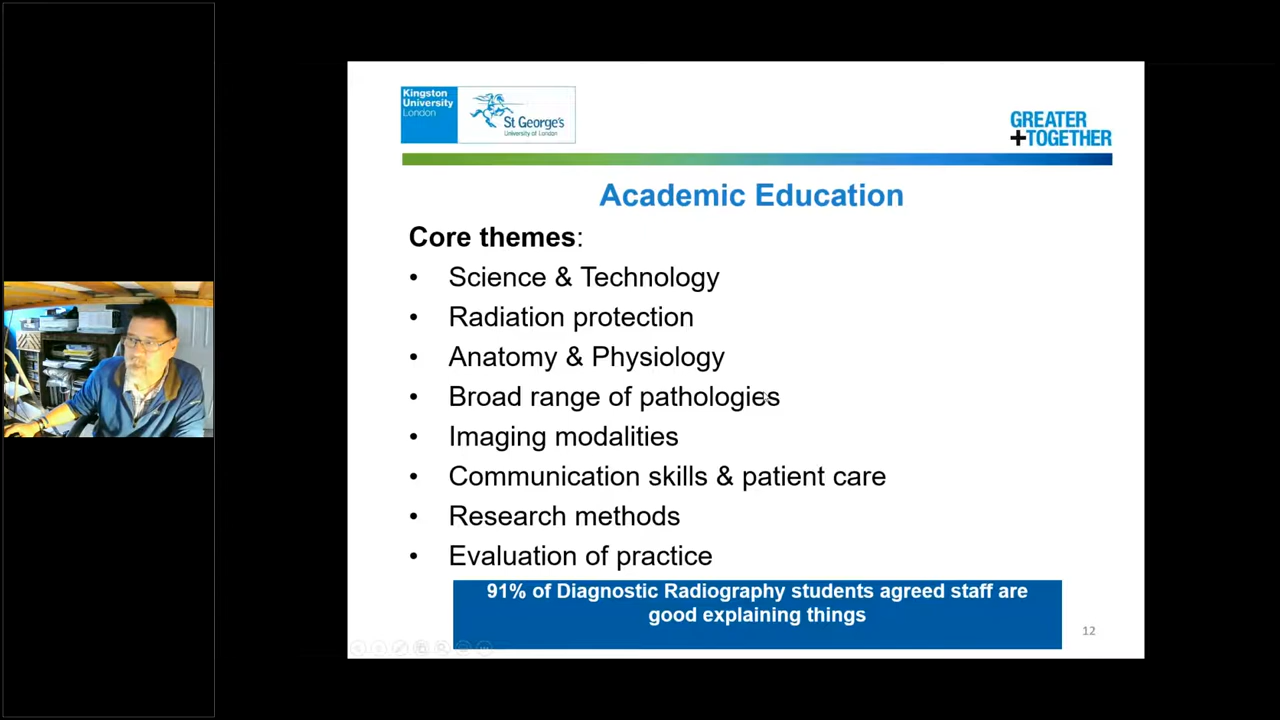 Kingston
University
London
St George's
University of London
GREATER
+TOGETHER
Academic Education
Core themes:
• Science & Technology
• Radiation protection
• Anatomy & Physiology
• Broad range of pathologies
• Imaging modalities
• Communication skills & patient care
• Research methods
• Evaluation of practice
91% of Diagnostic Radiography students agreed staff are
good explaining things
12